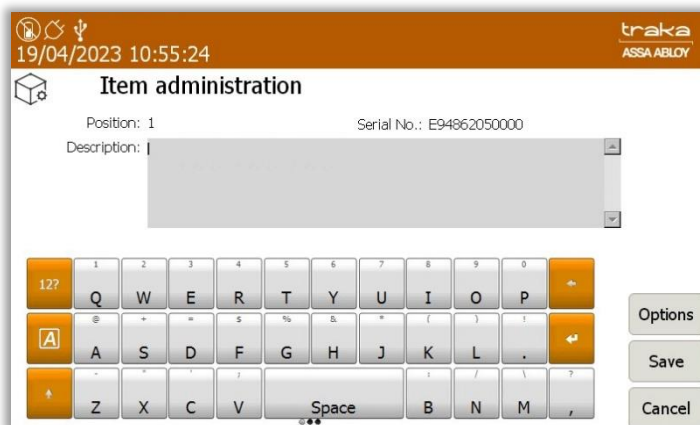 traka
19/04/2023 10:55:24
ASSA ABLOY
Item administration
Position: 1
Serial No.: E94862050000
Description:
12?
1 2 3 4 5 6 7 8 9 0
Q W E R T Y U I O P
@ + = $ % & * ( ) !
A
A S D F G H J K L .
- " ' ; : / \ ?
Z X C V Space B N M ,
Options
Save
Cancel